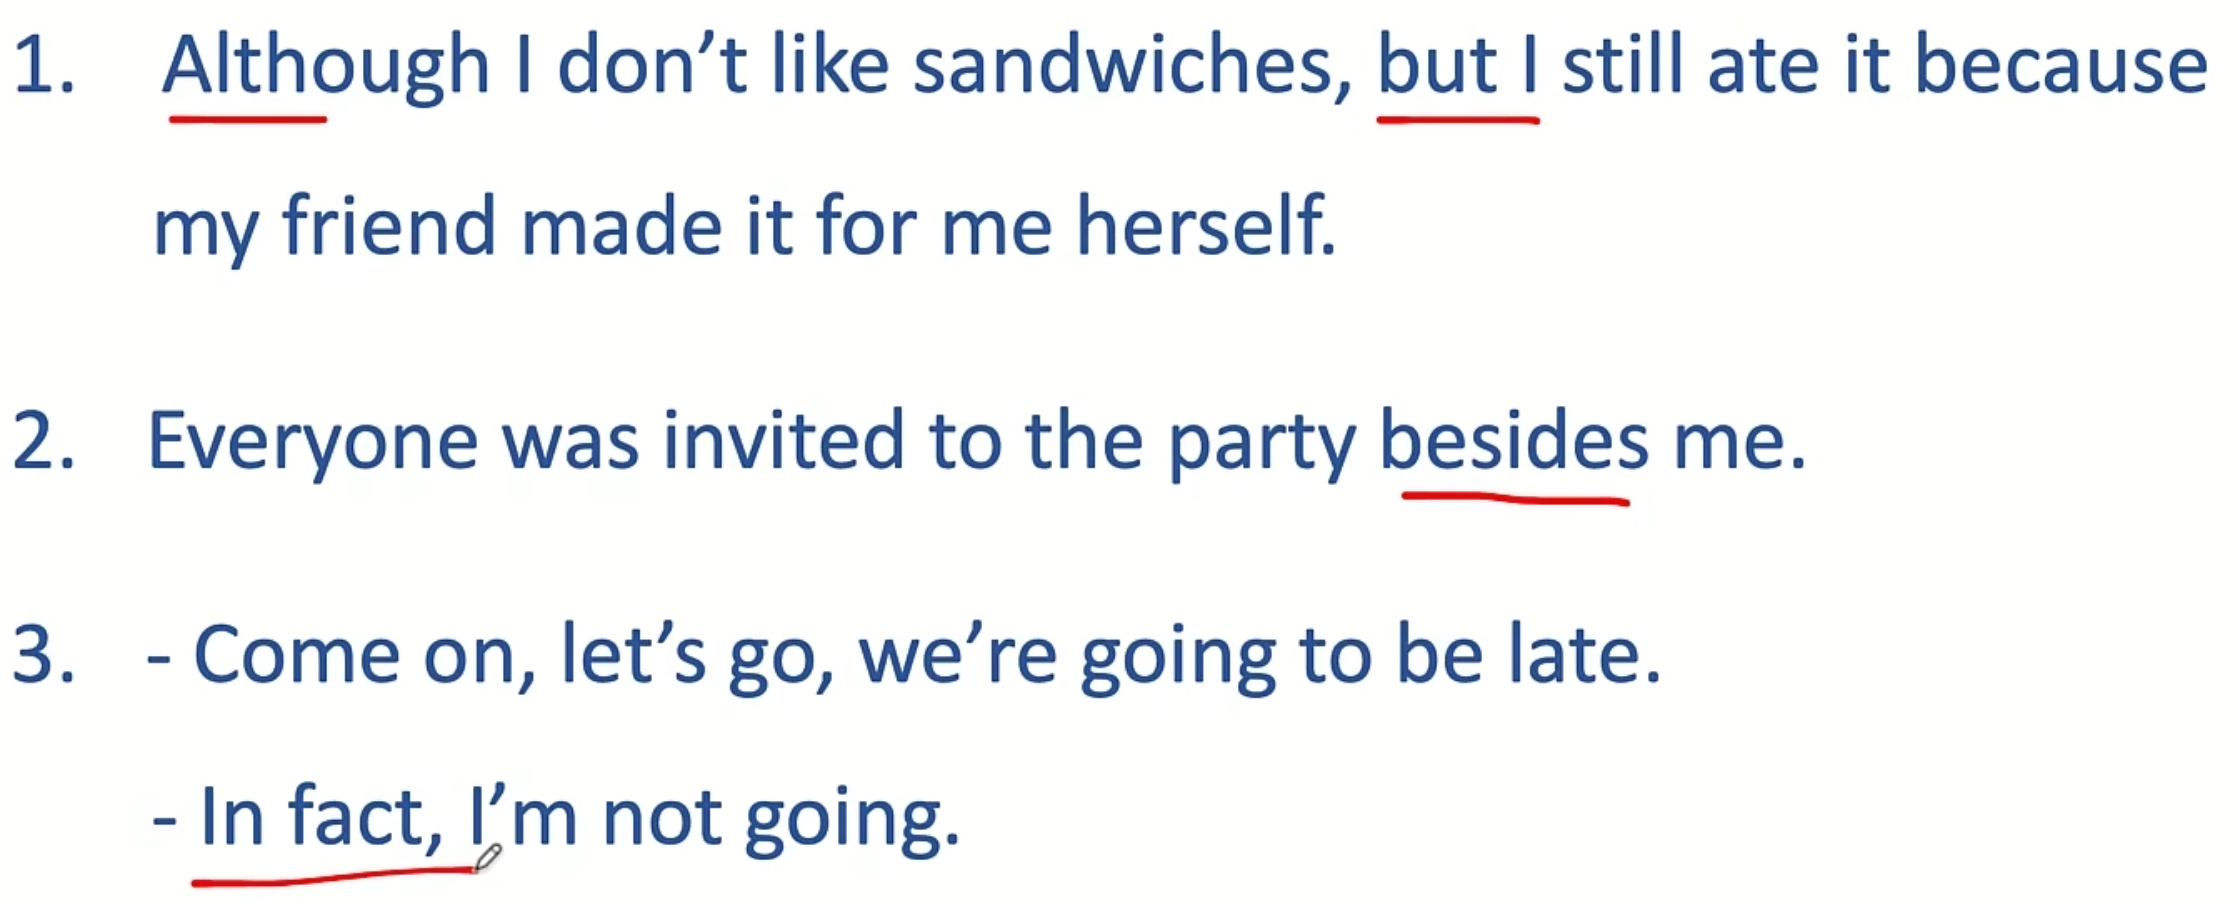 1. Although I don’t like sandwiches, but I still ate it because
my friend made it for me herself.
2. Everyone was invited to the party besides me.
3. - Come on, let’s go, we’re going to be late.
- In fact, I’m not going.